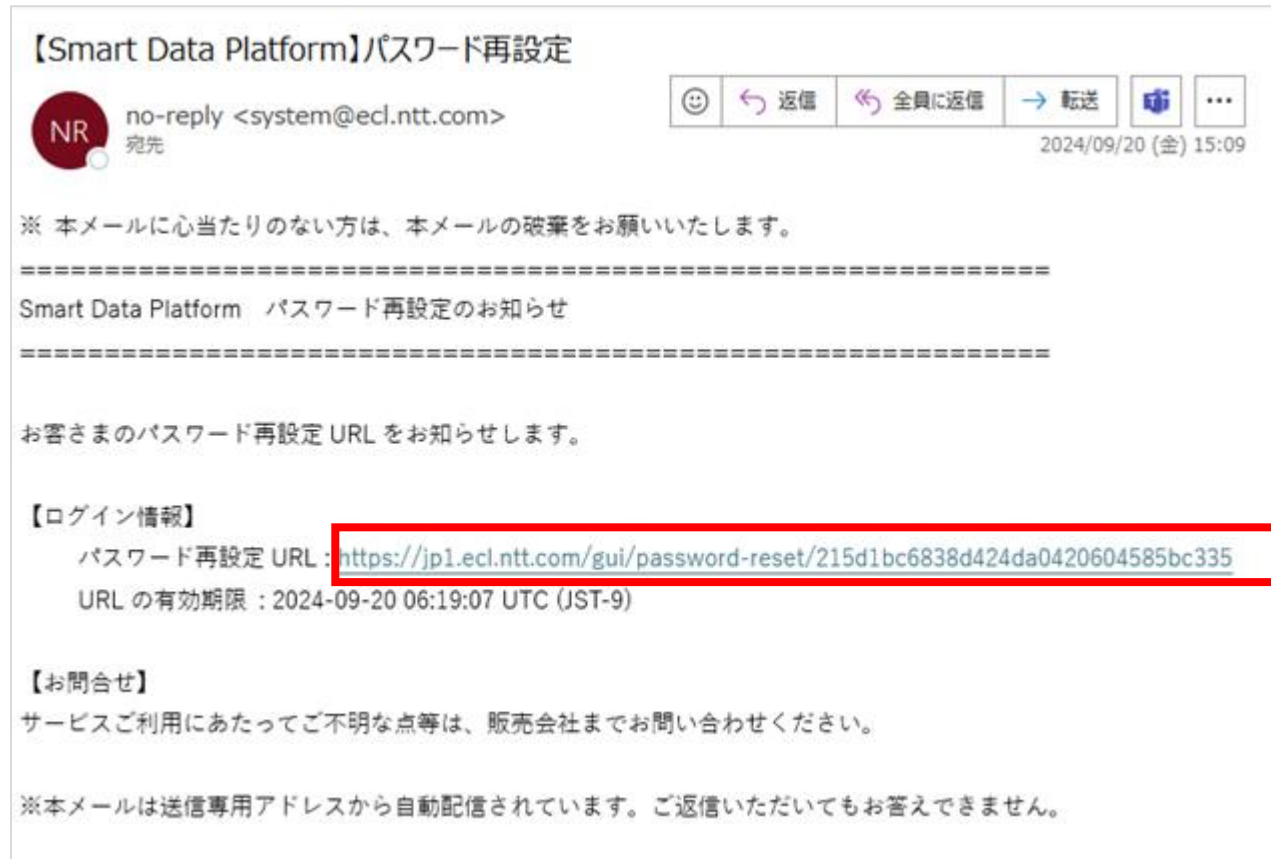 【Smart Data Platform】パスワード再設定
NR
no-reply <system@ecl.ntt.com>
宛先
返信
全員に返信
転送
2024/09/20 (金) 15:09
※ 本メールに心当たりのない方は、本メールの破棄をお願いいたします。
=============================================================
Smart Data Platform　パスワード再設定のお知らせ
=============================================================
お客さまのパスワード再設定 URL をお知らせします。
【ログイン情報】
パスワード再設定 URL : https://jp1.ecl.ntt.com/gui/password-reset/215d1bc6838d424da0420604585bc335
URL の有効期限 : 2024-09-20 06:19:07 UTC (JST-9)
【お問合せ】
サービスご利用にあたってご不明な点等は、販売会社までお問い合わせください。
※本メールは送信専用アドレスから自動配信されています。ご返信いただいてもお答えできません。